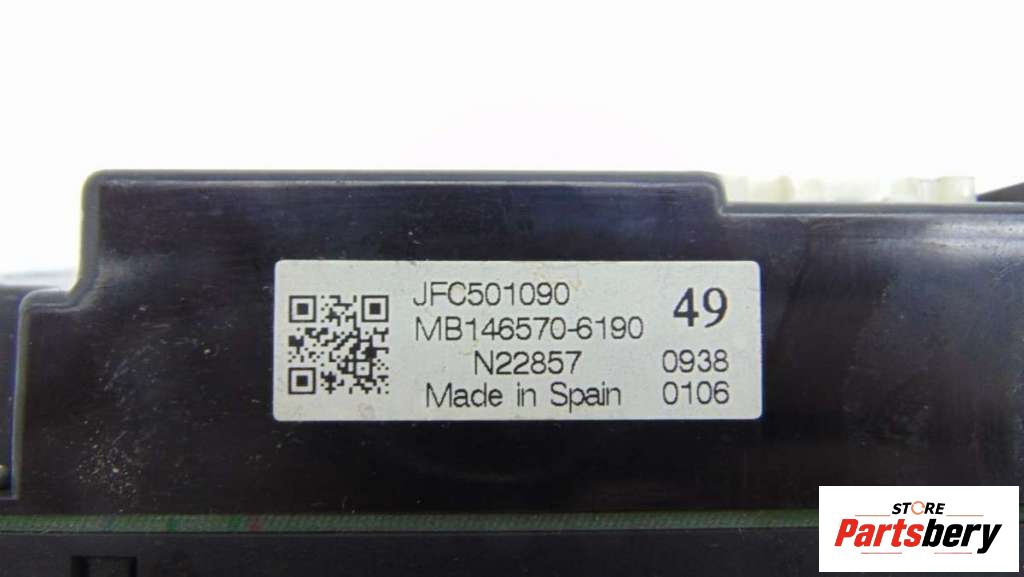 JFC501090
49
MB146570-6190
N22857
0938
Made in Spain
0106
STORE
Partsbery